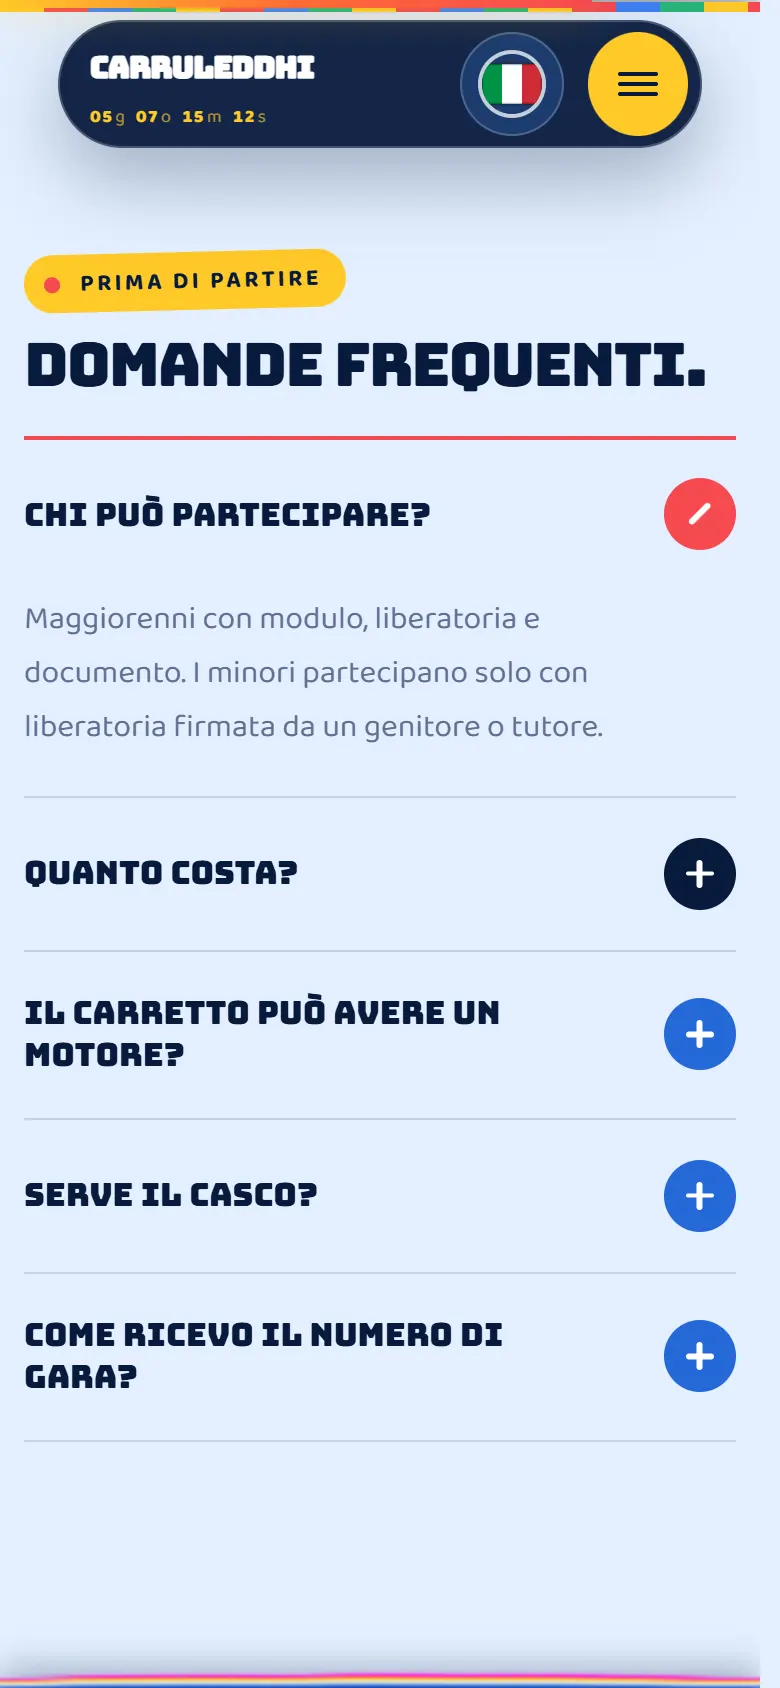 CARRULEDDHI
05g 07o 15m 12s
PRIMA DI PARTIRE
DOMANDE FREQUENTI.
CHI PUÒ PARTECIPARE?
Maggiorenni con modulo, liberatoria e
documento. I minori partecipano solo con
liberatoria firmata da un genitore o tutore.
QUANTO COSTA?
IL CARRETTO PUÒ AVERE UN
MOTORE?
SERVE IL CASCO?
COME RICEVO IL NUMERO DI
GARA?